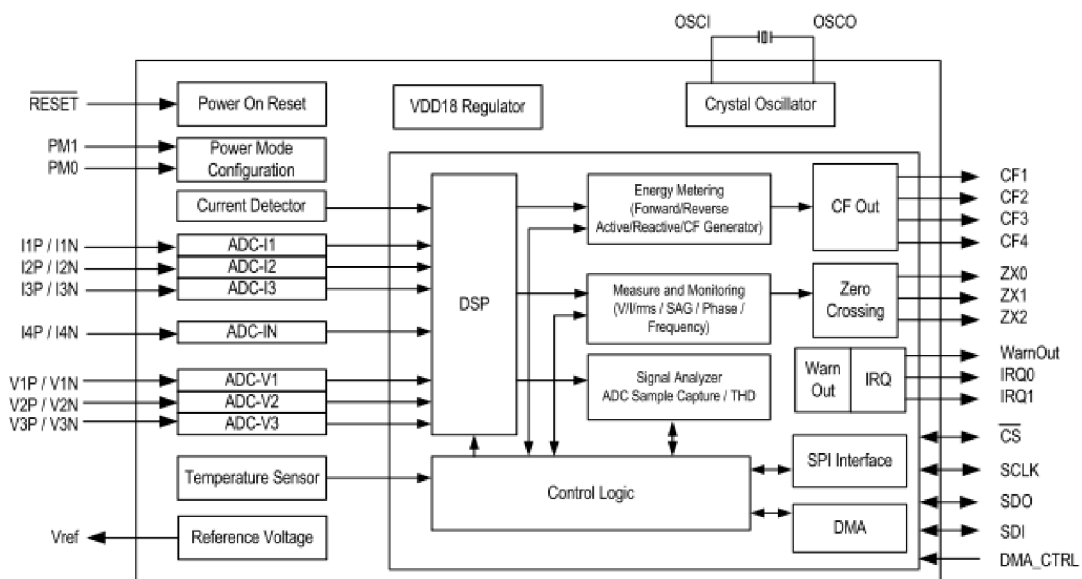 OSCI
OSCO
RESET
Power On Reset
VDD18 Regulator
Crystal Oscillator
PM1
PM0
Power Mode
Configuration
Current Detector
I1P / I1N
I2P / I2N
I3P / I3N
I4P / I4N
V1P / V1N
V2P / V2N
V3P / V3N
ADC-I1
ADC-I2
ADC-I3
ADC-IN
ADC-V1
ADC-V2
ADC-V3
Temperature Sensor
Vref
Reference Voltage
DSP
Energy Metering
(Forward/Reverse
Active/Reactive/CF Generator)
Measure and Monitoring
(V/I/rms / SAG / Phase /
Frequency)
Signal Analyzer
ADC Sample Capture / THD
Control Logic
CF Out
Zero
Crossing
Warn
Out
IRQ
SPI Interface
DMA
CF1
CF2
CF3
CF4
ZX0
ZX1
ZX2
WarnOut
IRQ0
IRQ1
CS
SCLK
SDO
SDI
DMA_CTRL